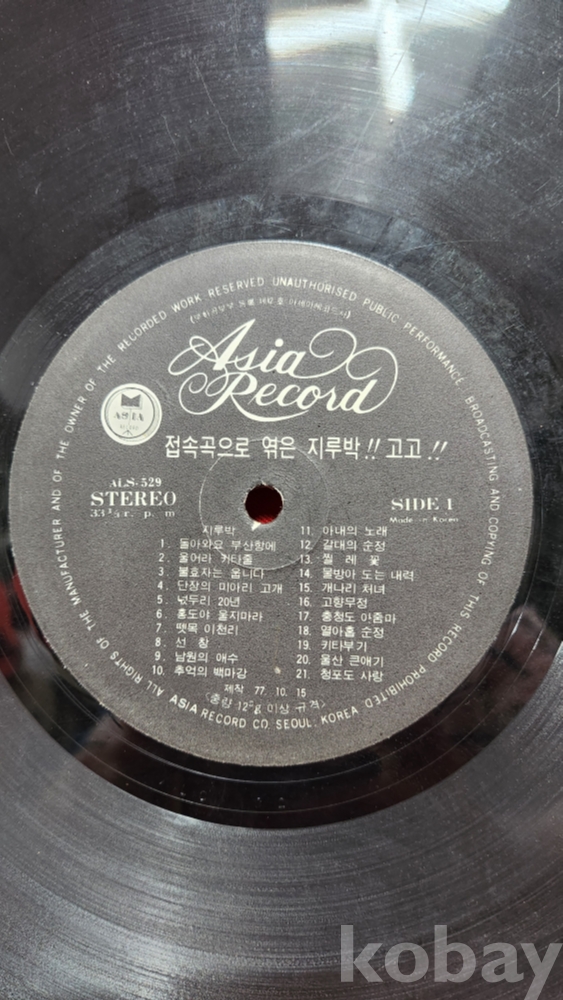 ALL RIGHTS OF THE MANUFACTURER AND OF THE OWNER OF THE RECORDED WORK RESERVED UNAUTHORISED PUBLIC PERFORMANCE BROADCASTING AND COPING OF THIS RECORD PROHIBITED
Asia
Record
ASIA
접속곡으로 엮은 지루박!! 고고!!
ALS-529
STEREO
33⅓ r. p. m
SIDE 1
Made in Korea
지루박
1. 돌아와요 부산항에
2. 울어라 키타줄
3. 불효자는 웁니다
4. 단장의 미아리 고개
5. 넋두리 20년
6. 홍도야 울지마라
7. 뗏목 이천리
8. 선창
9. 남원의 애수
10. 추억의 백마강
11. 아내의 노래
12. 갈대의 순정
13. 찔레꽃
14. 물방아 도는 내력
15. 개나리 처녀
16. 고향무정
17. 충청도 아줌마
18. 열아홉 순정
19. 키타부기
20. 울산 큰애기
21. 청포도 사랑
제작 77. 10. 15
이상 규격>
ASIA RECORD CO. SEOUL. KOREA
kobay